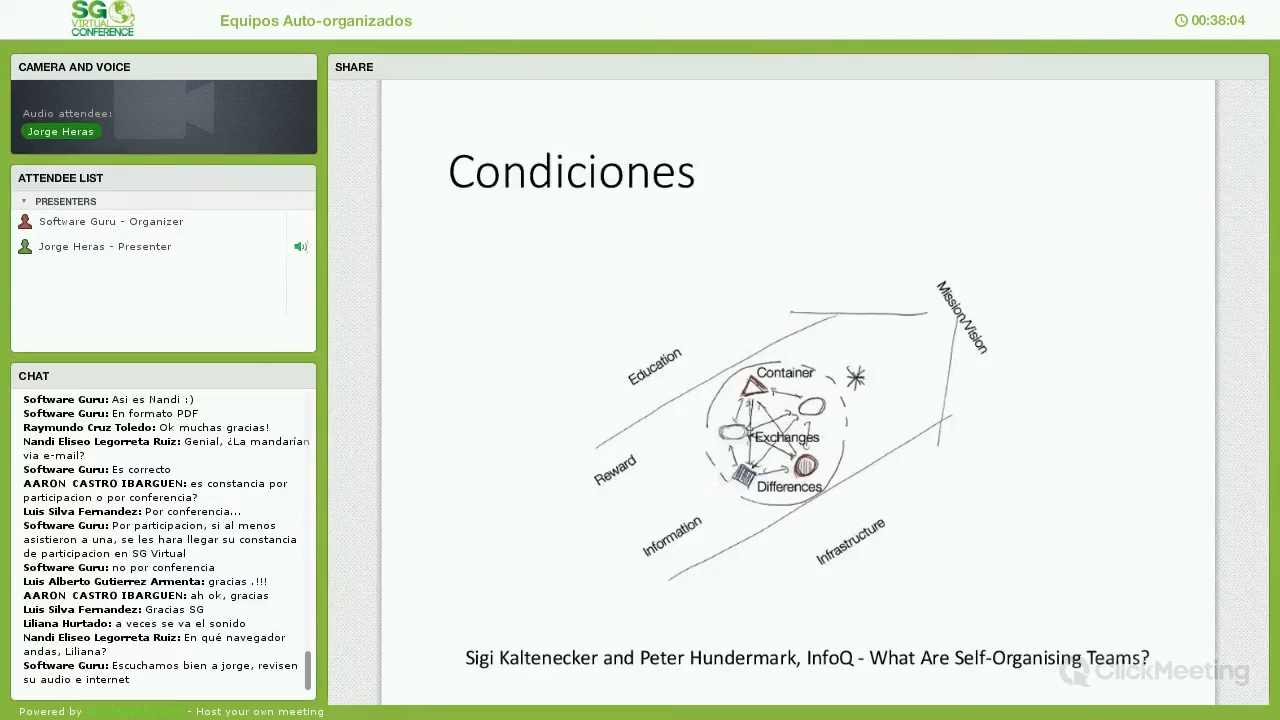 SG
VIRTUAL
CONFERENCE
Equipos Auto-organizados
00:38:04
CAMERA AND VOICE
Audio attendee:
Jorge Heras
ATTENDEE LIST
PRESENTERS
Software Guru - Organizer
Jorge Heras - Presenter
CHAT
Software Guru: Asi es Nandi :)
Software Guru: En formato PDF
Raymundo Cruz Toledo: Ok muchas gracias!
Nandi Eliseo Legorreta Ruiz: Genial, ¿La mandarían
vía e-mail?
Software Guru: Es correcto
AARON CASTRO IBARGUEN: es constancia por
participacion o por conferencia?
Luis Silva Fernandez: Por conferencia...
Software Guru: Por participacion, si al menos
asistieron a una, se les hara llegar su constancia
de participacion en SG Virtual
Software Guru: no por conferencia
Luis Alberto Gutierrez Armenta: gracias .!!!
AARON CASTRO IBARGUEN: ah ok, gracias
Luis Silva Fernandez: Gracias SG
Liliana Hurtado: a veces se va el sonido
Nandi Eliseo Legorreta Ruiz: En qué navegador
andas, Liliana?
Software Guru: Escuchamos bien a jorge, revisen
su audio e internet
Powered by - Host your own meeting
SHARE
Condiciones
Mission/Vision
Education
Container
Exchanges
Reward
Differences
Information
Infrastructure
Sigi Kaltenecker and Peter Hundermark, InfoQ - What Are Self-Organising Teams?
ClickMeeting